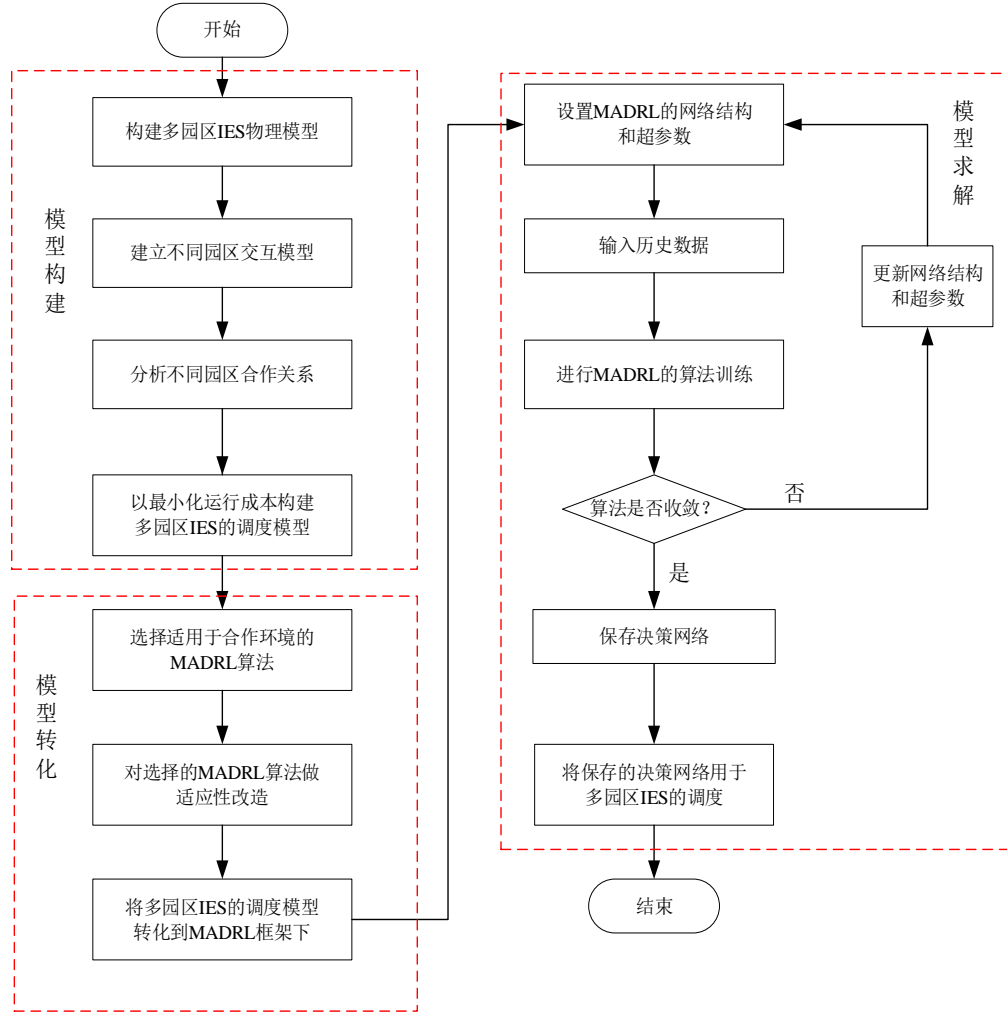 开始
模型构建
构建多园区IES物理模型
建立不同园区交互模型
分析不同园区合作关系
以最小化运行成本构建
多园区IES的调度模型
模型转化
选择适用于合作环境的
MADRL算法
对选择的MADRL算法做
适应性改造
将多园区IES的调度模型
转化到MADRL框架下
模型求解
设置MADRL的网络结构
和超参数
输入历史数据
更新网络结构
和超参数
进行MADRL的算法训练
算法是否收敛？
否
是
保存决策网络
将保存的决策网络用于
多园区IES的调度
结束